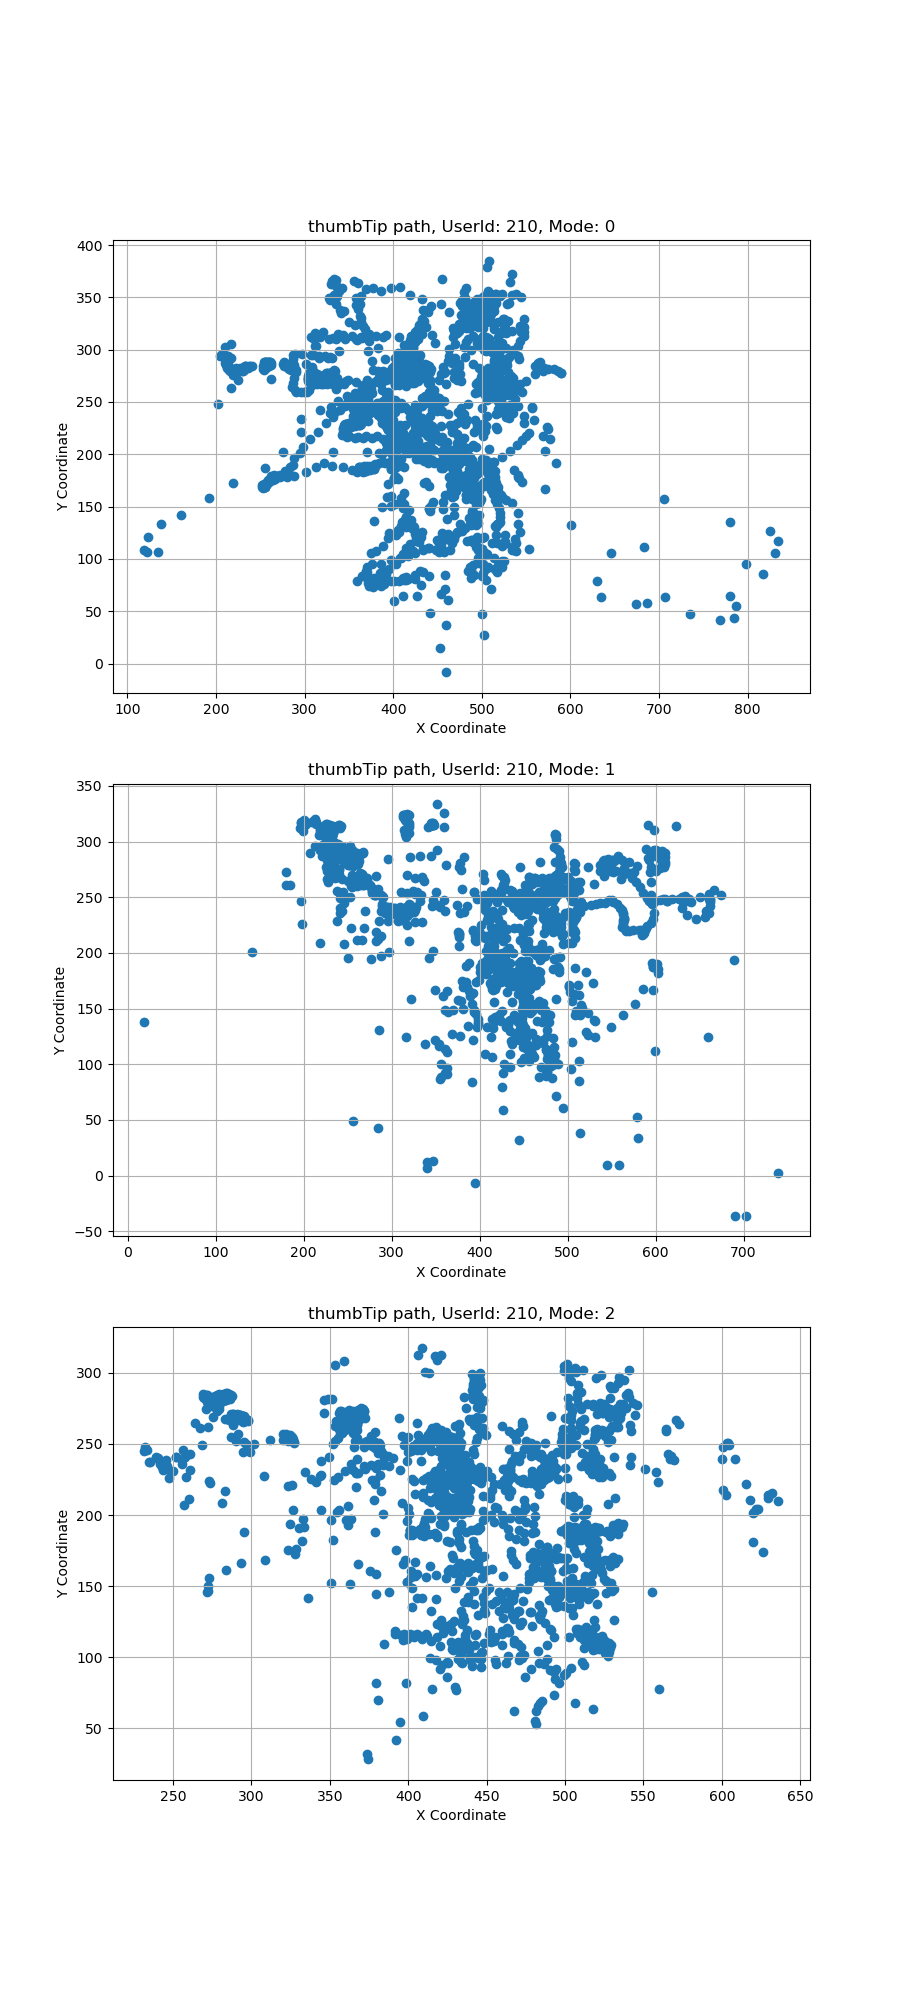 thumbTip path, UserId: 210, Mode: 0
400
350
300
250
200
150
100
50
0
Y Coordinate
100 200 300 400 500 600 700 800
X Coordinate
thumbTip path, UserId: 210, Mode: 1
350
300
250
200
150
100
50
0
−50
Y Coordinate
0 100 200 300 400 500 600 700
X Coordinate
thumbTip path, UserId: 210, Mode: 2
300
250
200
150
100
50
Y Coordinate
250 300 350 400 450 500 550 600 650
X Coordinate